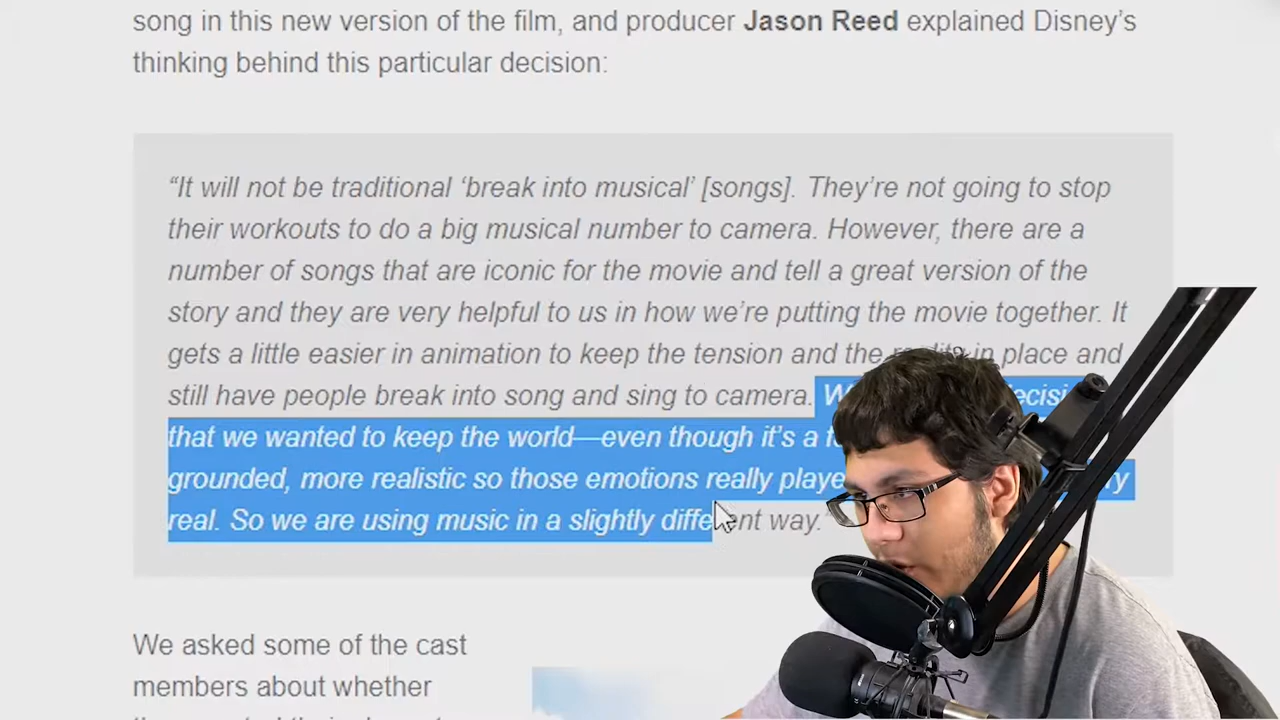 song in this new version of the film, and producer Jason Reed explained Disney’s
thinking behind this particular decision:
“It will not be traditional ‘break into musical’ [songs]. They’re not going to stop
their workouts to do a big musical number to camera. However, there are a
number of songs that are iconic for the movie and tell a great version of the
story and they are very helpful to us in how we’re putting the movie together. It
gets a little easier in animation to keep the tension and the reality in place and
still have people break into song and sing to camera.
that we wanted to keep the world—even though it’s a
grounded, more realistic so those emotions really
real. So we are using music in a slightly different way.”
We asked some of the cast
members about whether